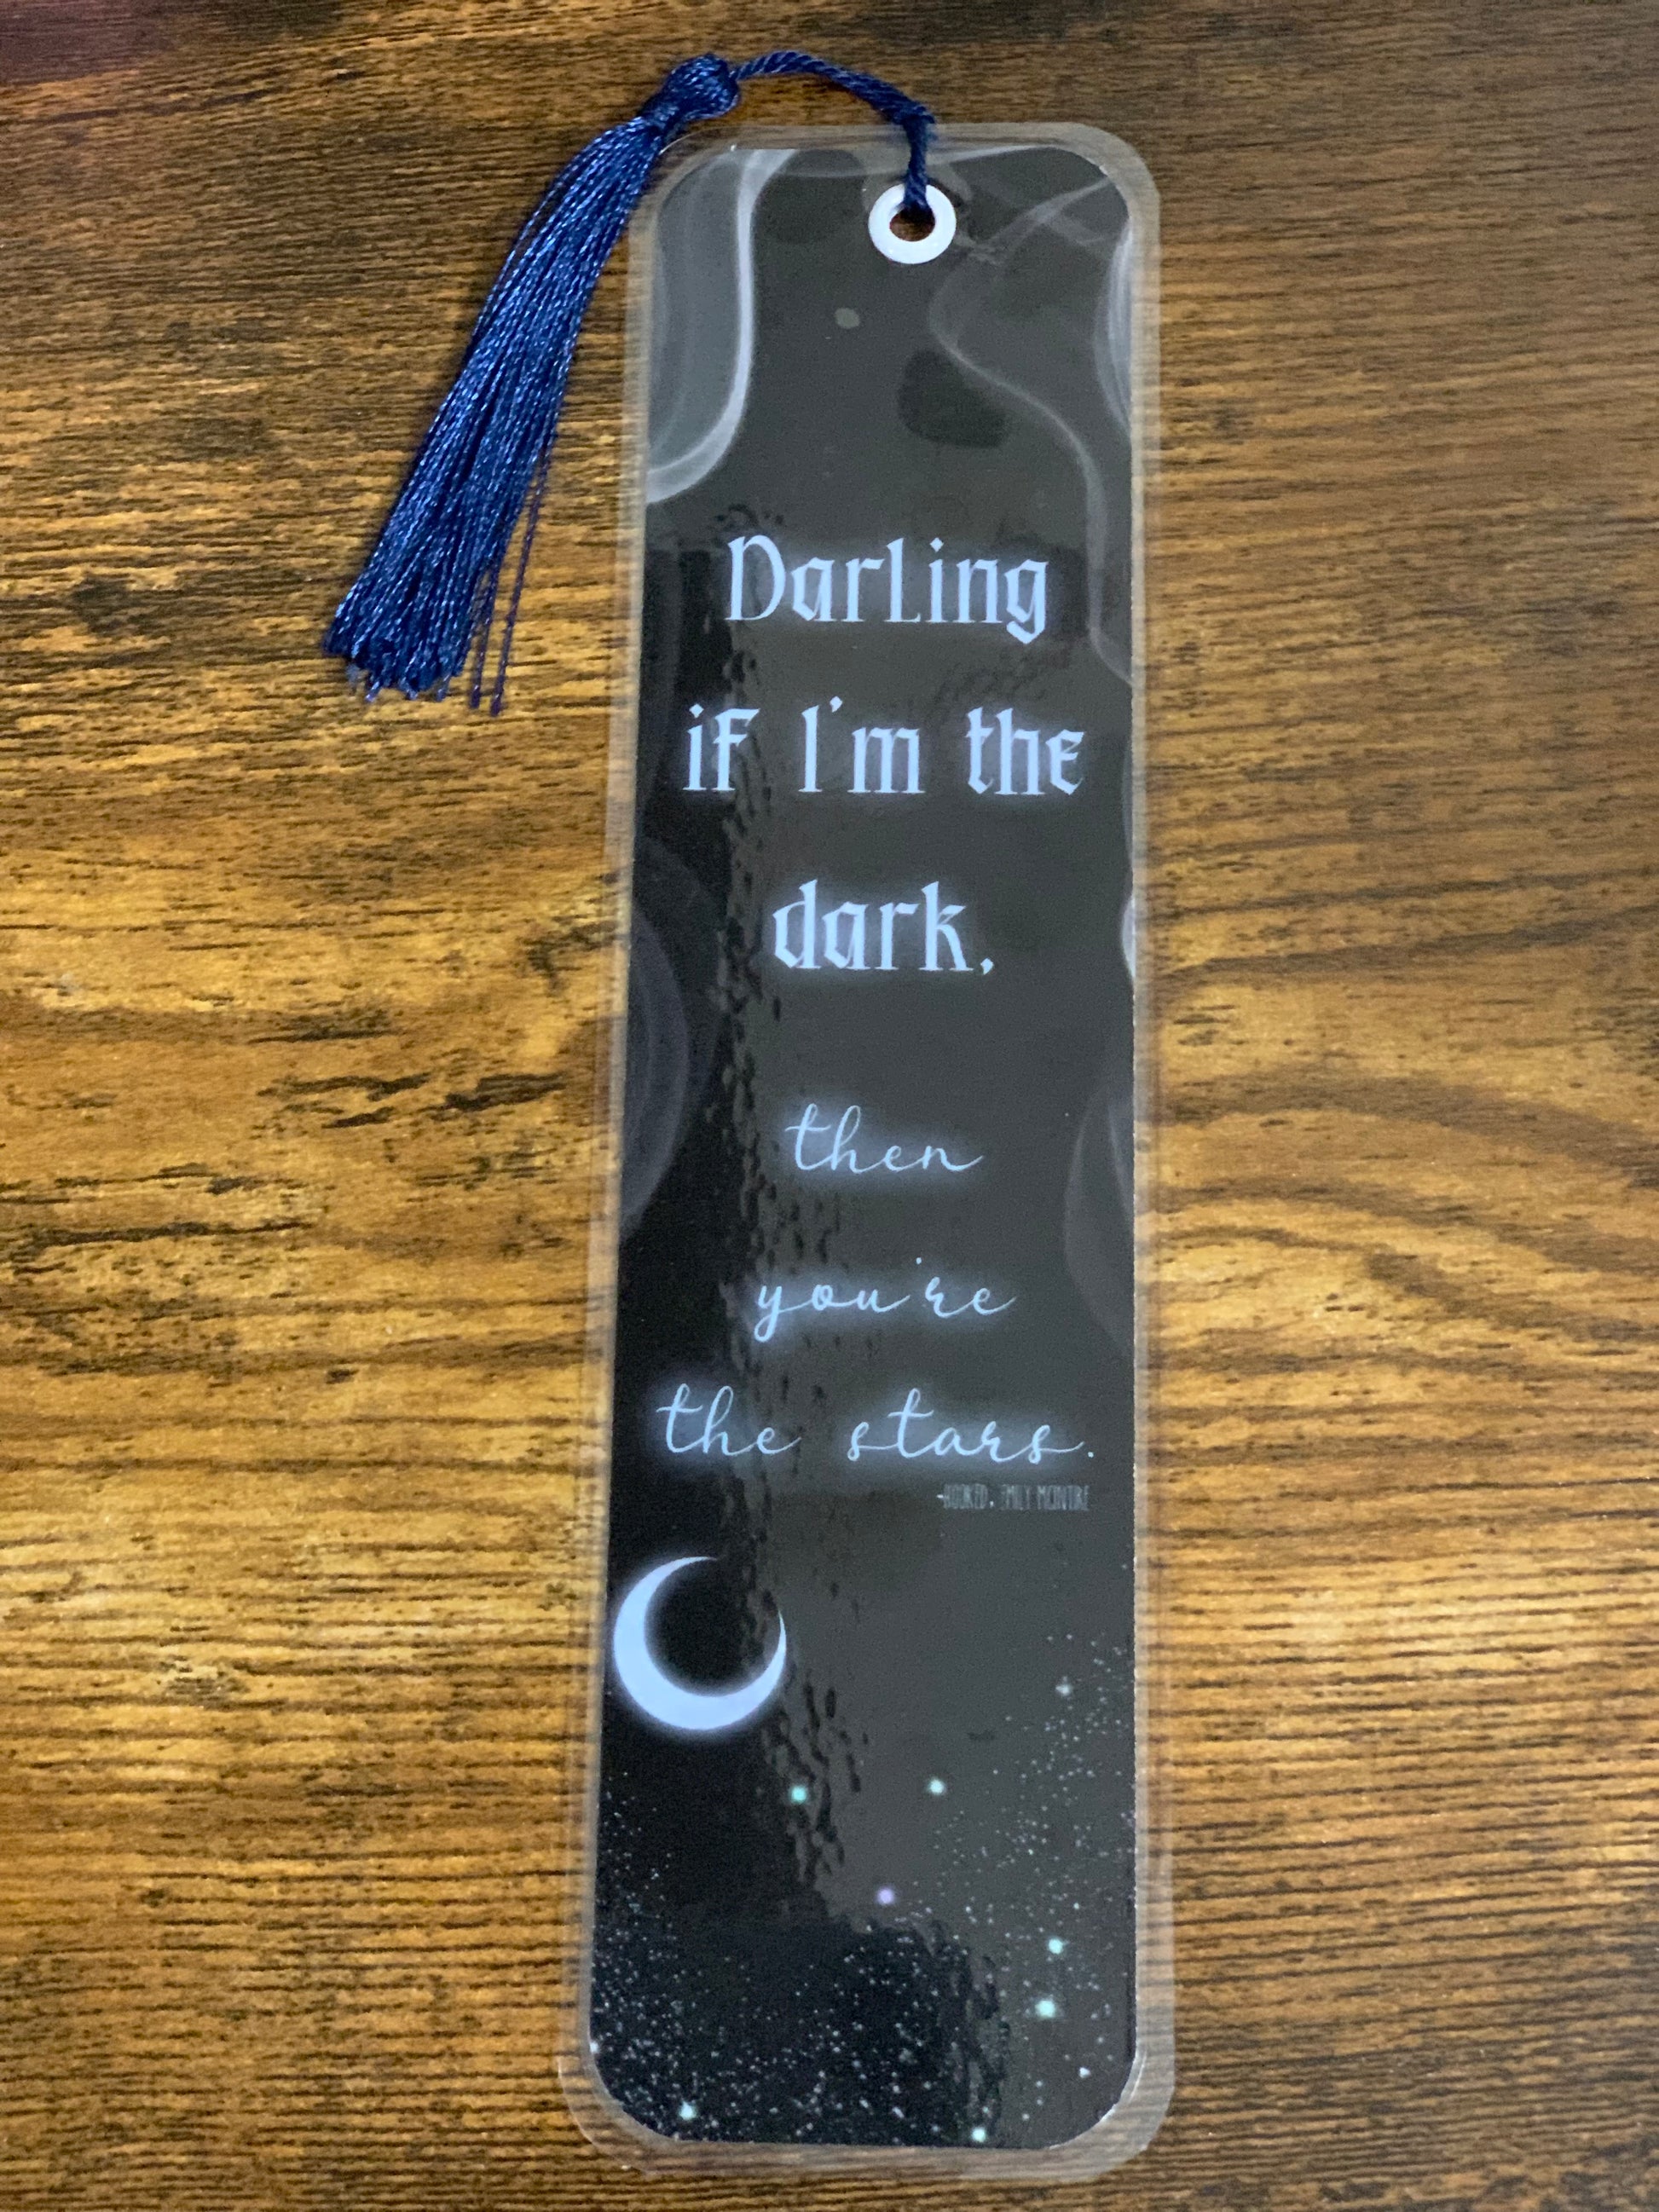 Darling
if I'm the
dark,
then
you're
the stars.
-HOOKED, EMILY MCINTIRE